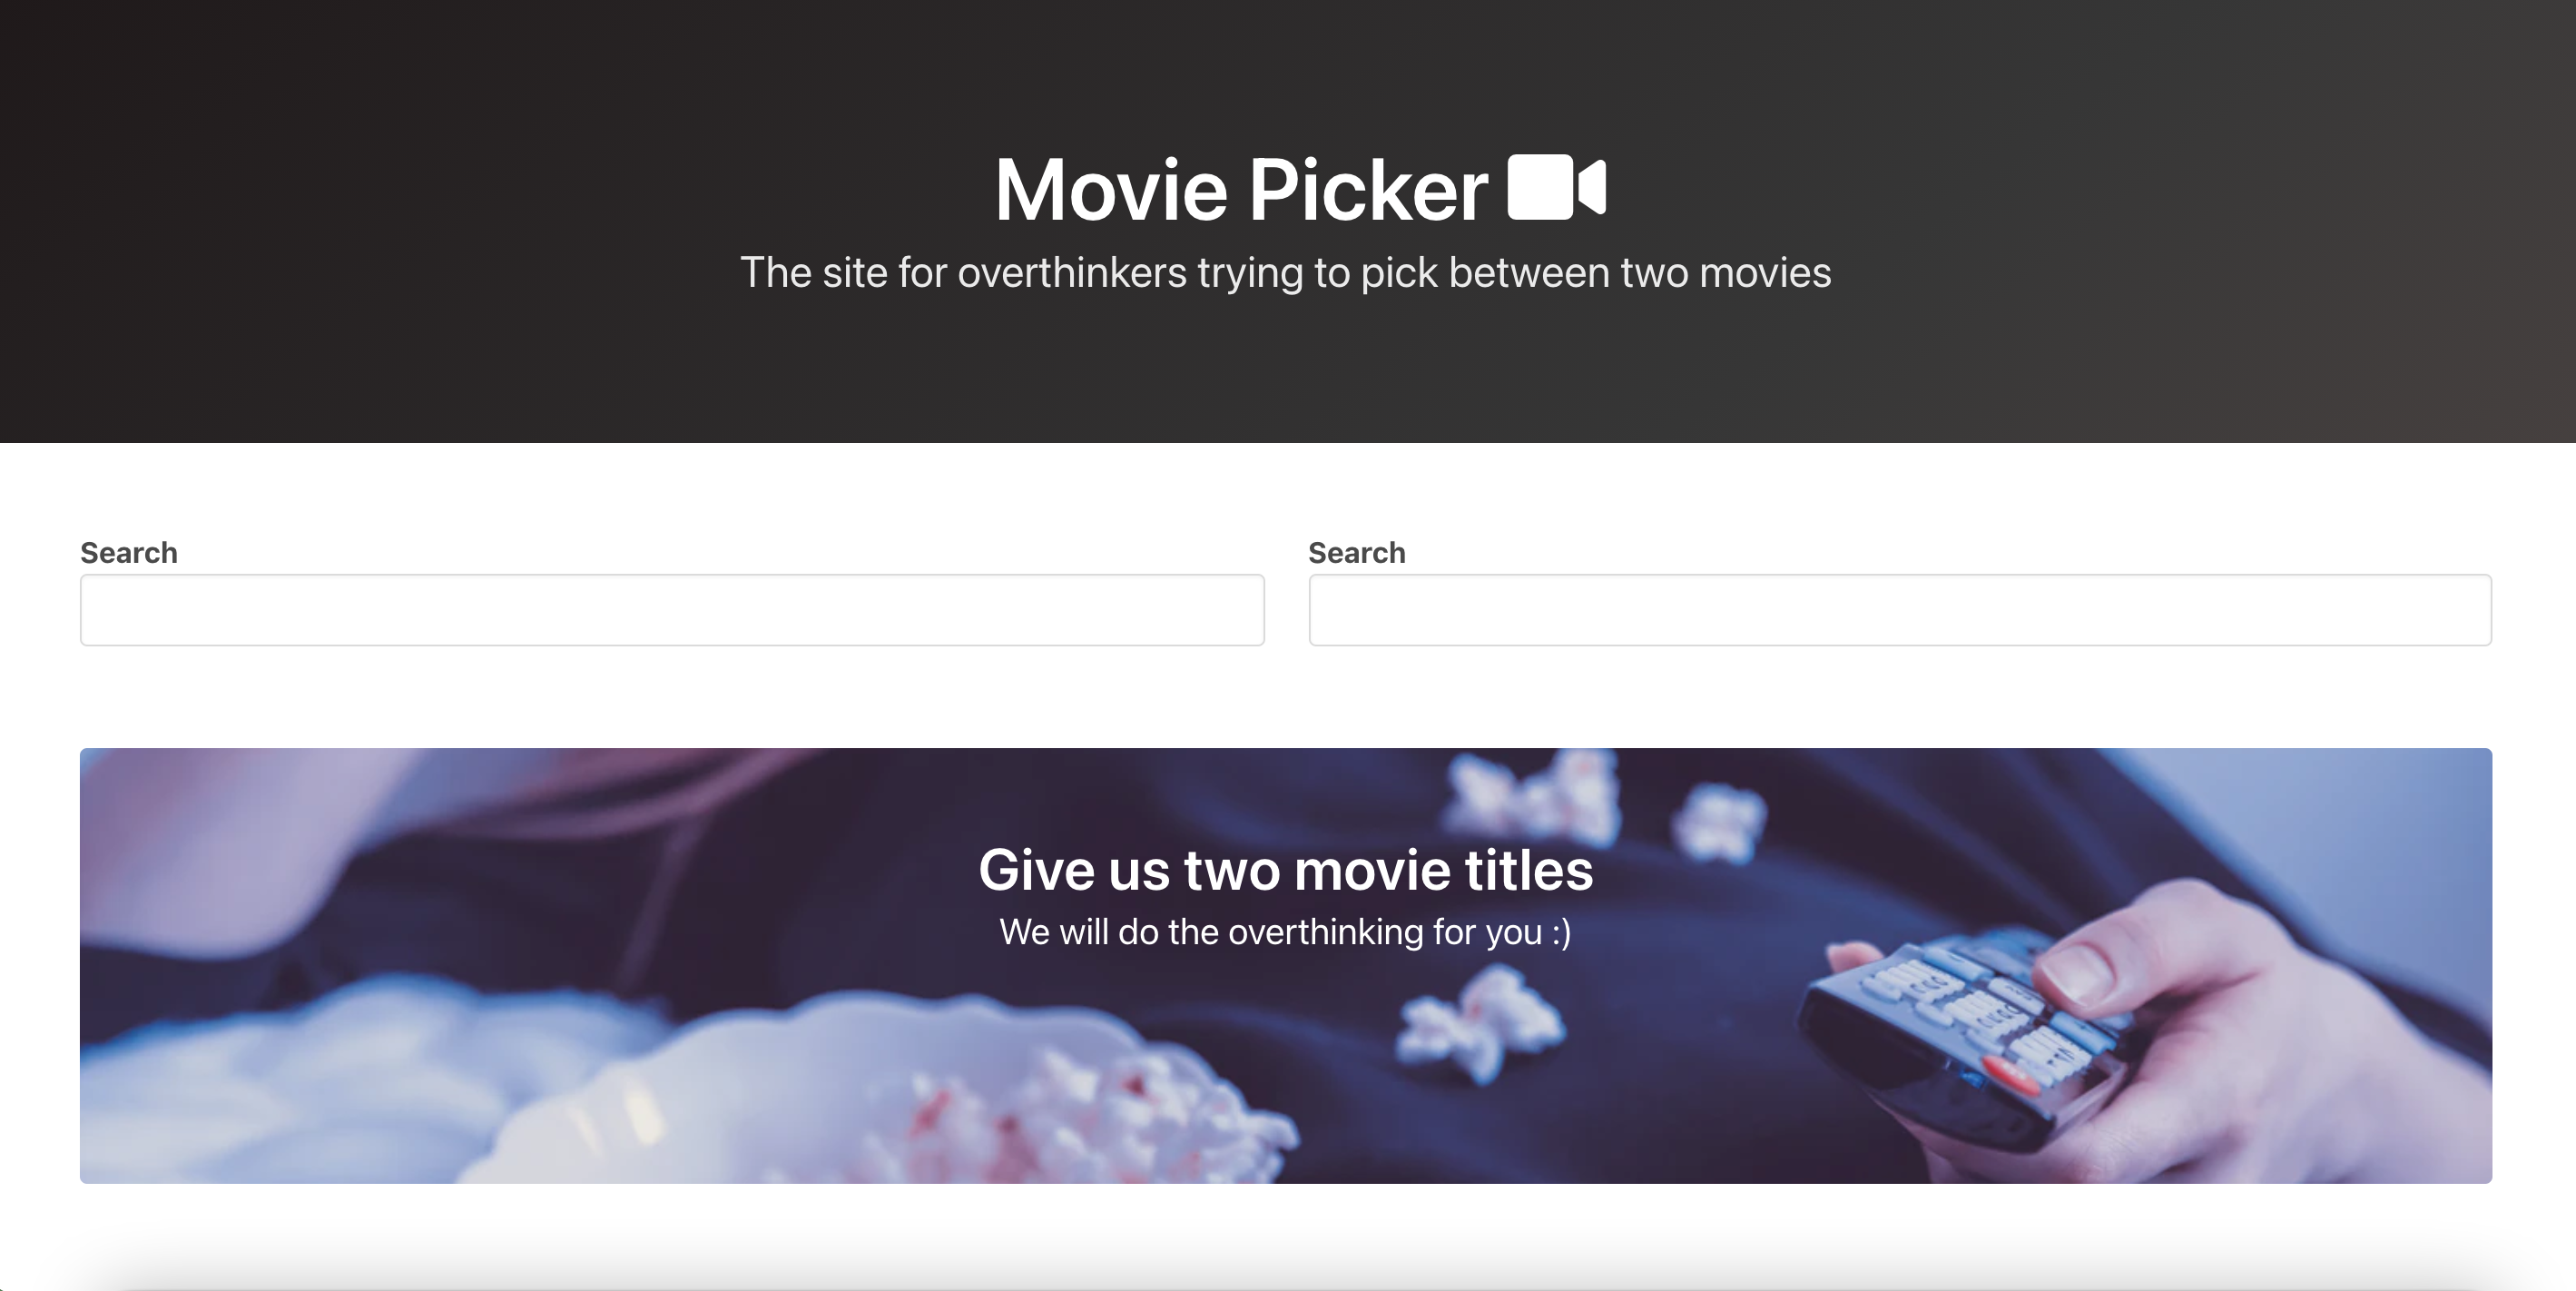 Movie Picker
The site for overthinkers trying to pick between two movies
Search
Search
Give us two movie titles
We will do the overthinking for you :)